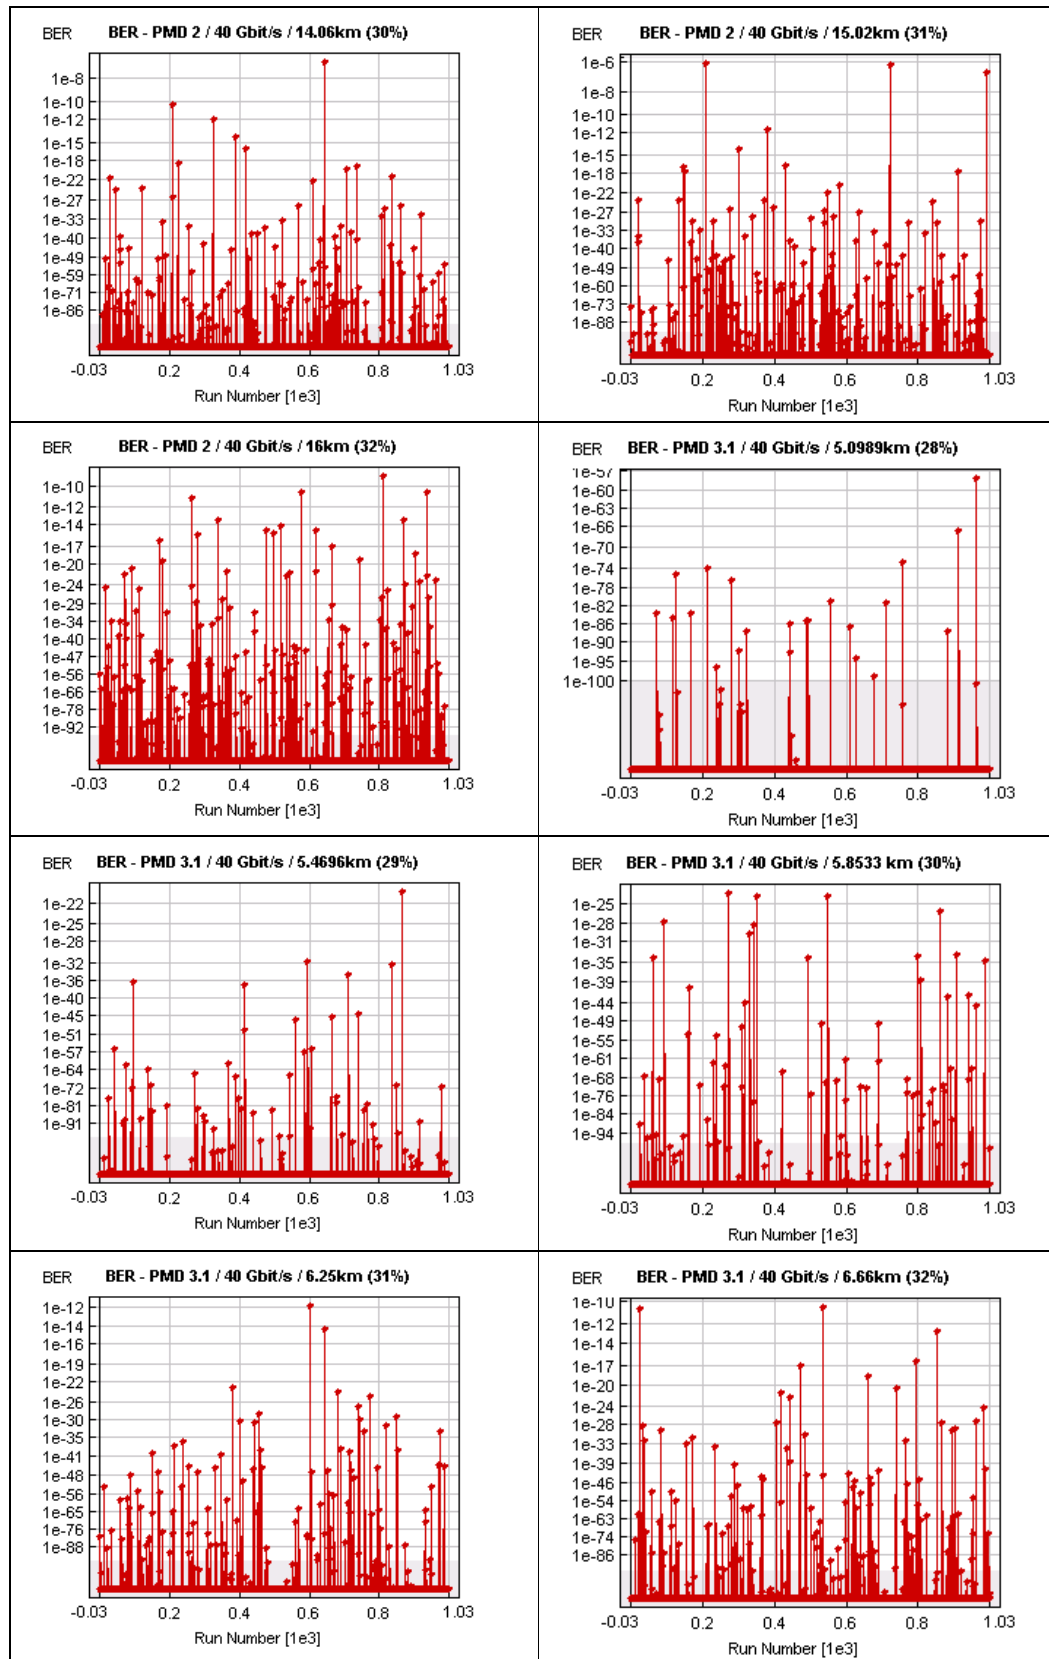 BER BER - PMD 2 / 40 Gbit/s / 14.06km (30%)
1e-8
1e-10
1e-12
1e-15
1e-18
1e-22
1e-27
1e-33
1e-40
1e-49
1e-59
1e-71
1e-86
-0.03 0.2 0.4 0.6 0.8 1.03
Run Number [1e3]
BER BER - PMD 2 / 40 Gbit/s / 15.02km (31%)
1e-6
1e-8
1e-10
1e-12
1e-15
1e-18
1e-22
1e-27
1e-33
1e-40
1e-49
1e-60
1e-73
1e-88
-0.03 0.2 0.4 0.6 0.8 1.03
Run Number [1e3]
BER BER - PMD 2 / 40 Gbit/s / 16km (32%)
1e-10
1e-12
1e-14
1e-17
1e-20
1e-24
1e-29
1e-34
1e-40
1e-47
1e-56
1e-66
1e-78
1e-92
-0.03 0.2 0.4 0.6 0.8 1.03
Run Number [1e3]
BER BER - PMD 3.1 / 40 Gbit/s / 5.0989km (28%)
1e-57
1e-60
1e-63
1e-66
1e-70
1e-74
1e-78
1e-82
1e-86
1e-90
1e-95
1e-100
-0.03 0.2 0.4 0.6 0.8 1.03
Run Number [1e3]
BER BER - PMD 3.1 / 40 Gbit/s / 5.4696km (29%)
1e-22
1e-25
1e-28
1e-32
1e-36
1e-40
1e-45
1e-51
1e-57
1e-64
1e-72
1e-81
1e-91
-0.03 0.2 0.4 0.6 0.8 1.03
Run Number [1e3]
BER BER - PMD 3.1 / 40 Gbit/s / 5.8533 km (30%)
1e-25
1e-28
1e-31
1e-35
1e-39
1e-44
1e-49
1e-55
1e-61
1e-68
1e-76
1e-84
1e-94
-0.03 0.2 0.4 0.6 0.8 1.03
Run Number [1e3]
BER BER - PMD 3.1 / 40 Gbit/s / 6.25km (31%)
1e-12
1e-14
1e-16
1e-19
1e-22
1e-26
1e-30
1e-35
1e-41
1e-48
1e-56
1e-65
1e-76
1e-88
-0.03 0.2 0.4 0.6 0.8 1.03
Run Number [1e3]
BER BER - PMD 3.1 / 40 Gbit/s / 6.66km (32%)
1e-10
1e-12
1e-14
1e-17
1e-20
1e-24
1e-28
1e-33
1e-39
1e-46
1e-54
1e-63
1e-74
1e-86
-0.03 0.2 0.4 0.6 0.8 1.03
Run Number [1e3]